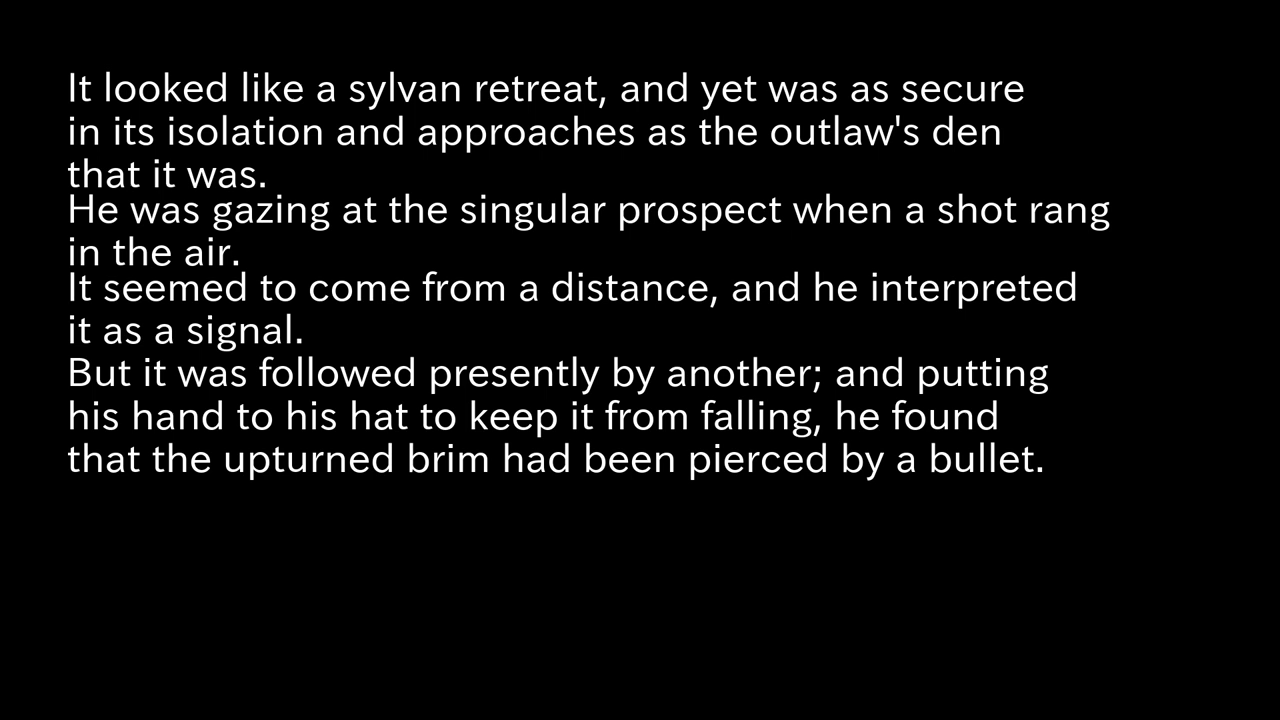 It looked like a sylvan retreat, and yet was as secure
in its isolation and approaches as the outlaw's den
that it was.
He was gazing at the singular prospect when a shot rang
in the air.
It seemed to come from a distance, and he interpreted
it as a signal.
But it was followed presently by another; and putting
his hand to his hat to keep it from falling, he found
that the upturned brim had been pierced by a bullet.